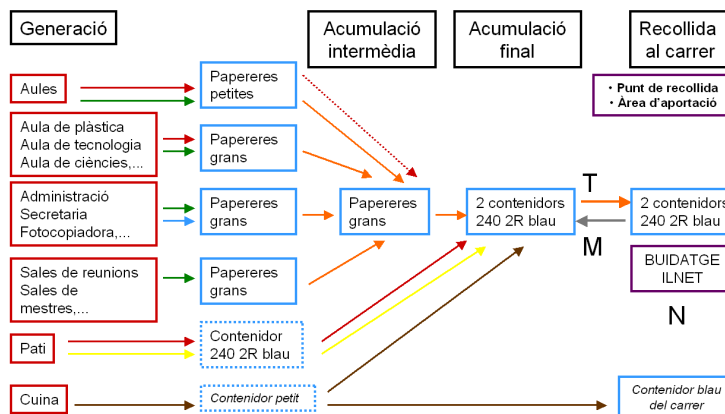 Generació
Acumulació
intermèdia
Acumulació
final
Recollida
al carrer
Aules
Papereres
petites
• Punt de recollida
• Àrea d'aportació
Aula de plàstica
Aula de tecnologia
Aula de ciències,...
Papereres
grans
Administració
Secretaria
Fotocopiadora,...
Papereres
grans
Papereres
grans
2 contenidors
240 2R blau
T
M
2 contenidors
240 2R blau
Sales de reunions
Sales de
mestres,...
Papereres
grans
BUIDATGE
ILNET
N
Pati
Contenidor
240 2R blau
Cuina
Contenidor petit
Contenidor blau
del carrer